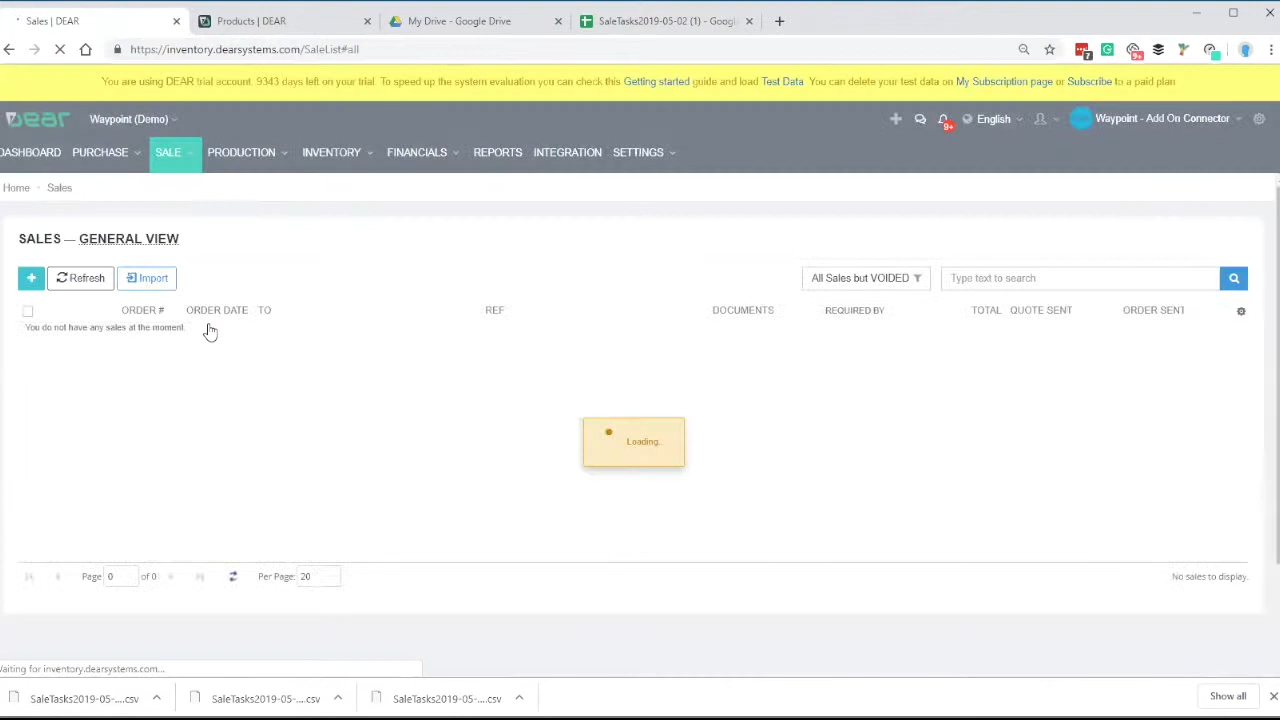 Sales | DEAR
Products | DEAR
My Drive - Google Drive
SaleTasks2019-05-02 (1) - Googl
https://inventory.dearsystems.com/SaleList#all
7
9+
You are using DEAR trial account. 9343 days left on your trial. To speed up the system evaluation you can check this Getting started guide and load Test Data. You can delete your test data on My Subscription page or Subscribe to a paid plan
Dear
Waypoint (Demo)
9+
English
Waypoint - Add On Connector
DASHBOARD PURCHASE SALE PRODUCTION INVENTORY FINANCIALS REPORTS INTEGRATION SETTINGS
Home Sales
SALES — GENERAL VIEW
+ Refresh Import
All Sales but VOIDED
Type text to search
ORDER # ORDER DATE TO REF DOCUMENTS REQUIRED BY TOTAL QUOTE SENT ORDER SENT
You do not have any sales at the moment.
Loading..
Page 0 of 0 Per Page: 20
No sales to display.
Waiting for inventory.dearsystems.com...
SaleTasks2019-05-....csv
SaleTasks2019-05-....csv
SaleTasks2019-05-....csv
Show all